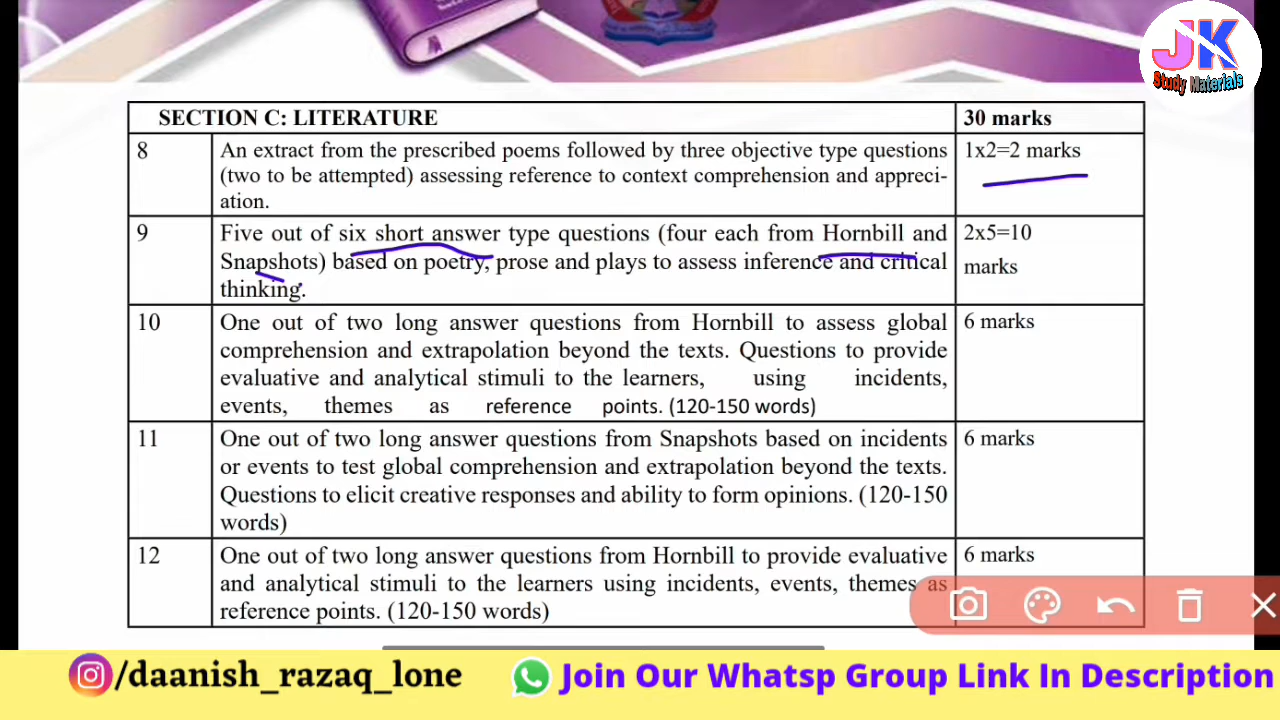 JK
Study Materials
SECTION C: LITERATURE 30 marks
8 An extract from the prescribed poems followed by three objective type questions 1x2=2 marks
(two to be attempted) assessing reference to context comprehension and appreci-
ation.
9 Five out of six short answer type questions (four each from Hornbill and 2x5=10
Snapshots) based on poetry, prose and plays to assess inference and critical marks
thinking.
10 One out of two long answer questions from Hornbill to assess global 6 marks
comprehension and extrapolation beyond the texts. Questions to provide
evaluative and analytical stimuli to the learners, using incidents,
events, themes as reference points. (120-150 words)
11 One out of two long answer questions from Snapshots based on incidents 6 marks
or events to test global comprehension and extrapolation beyond the texts.
Questions to elicit creative responses and ability to form opinions. (120-150
words)
12 One out of two long answer questions from Hornbill to provide evaluative 6 marks
and analytical stimuli to the learners using incidents, events, themes as
reference points. (120-150 words)
/daanish_razaq_lone Join Our Whatsp Group Link In Description